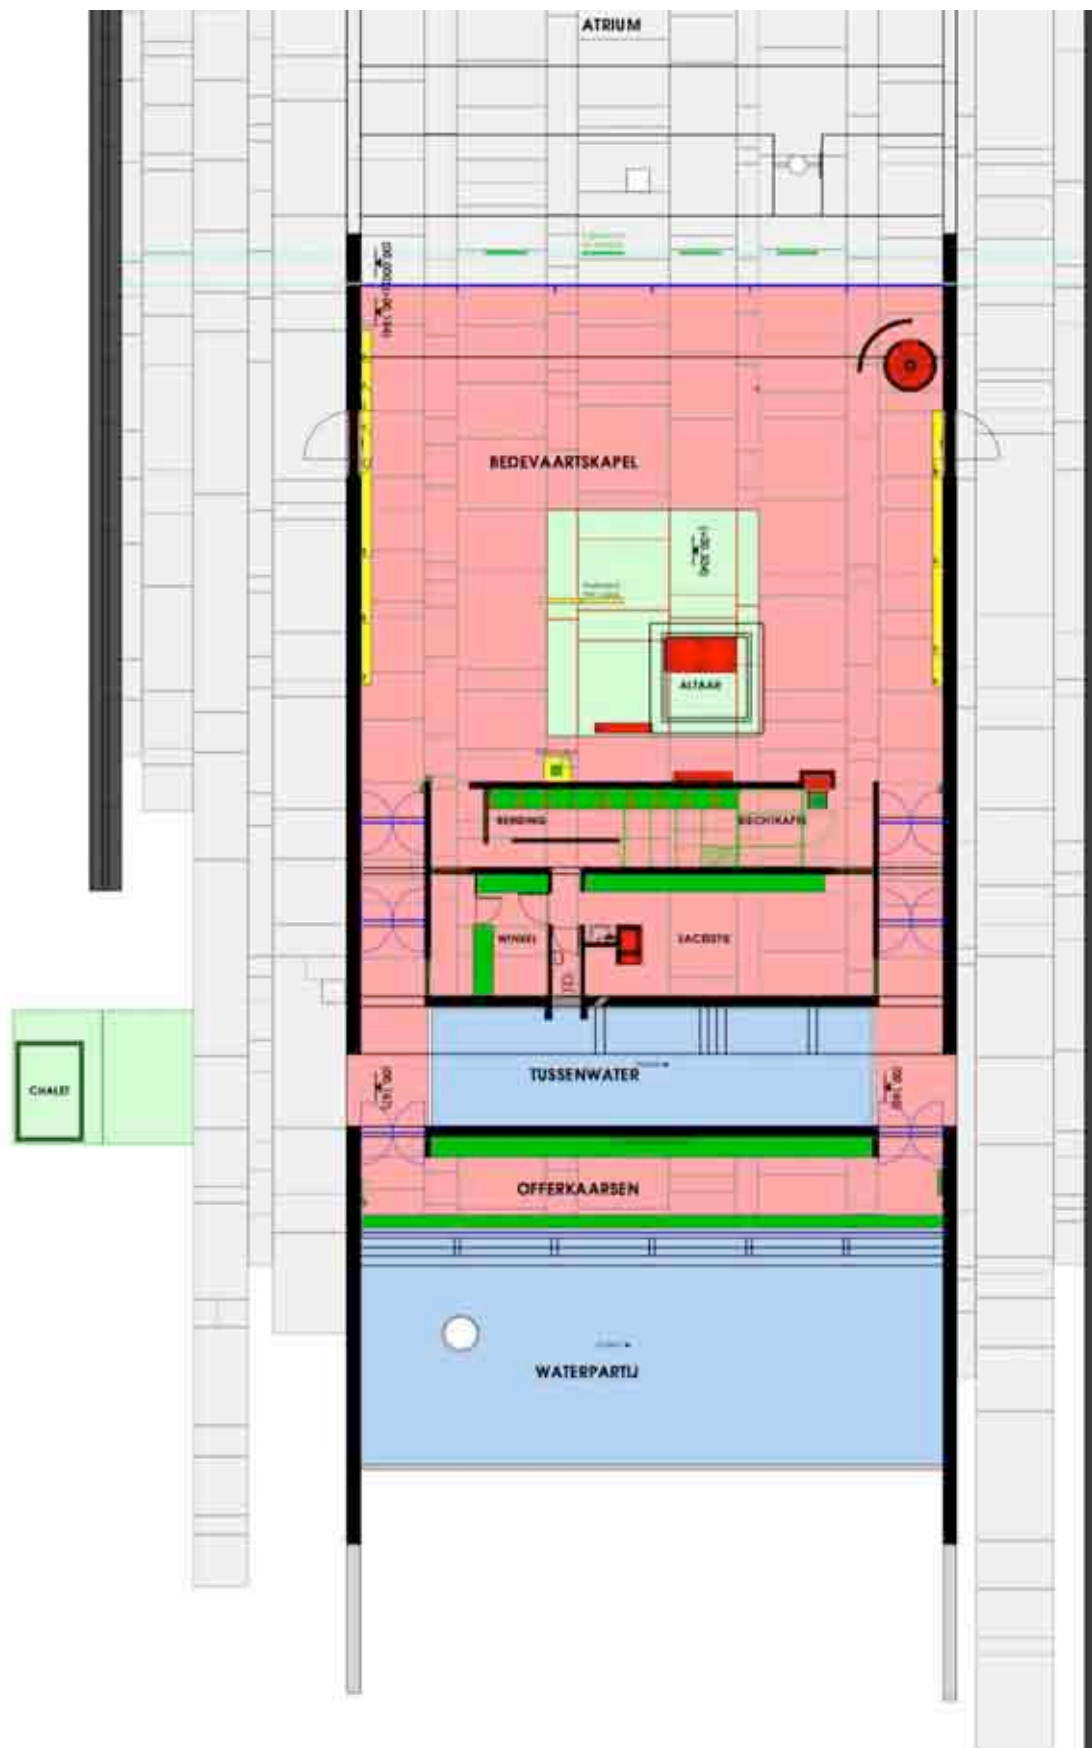 ATRIUM
BEDEVAARTSKAPEL
ALTAAR
BERGING
BIECHTKAPEL
WINKEL
SACRISTIE
CHALET
TUSSENWATER
OFFERKAARSEN
WATERPARTIJ